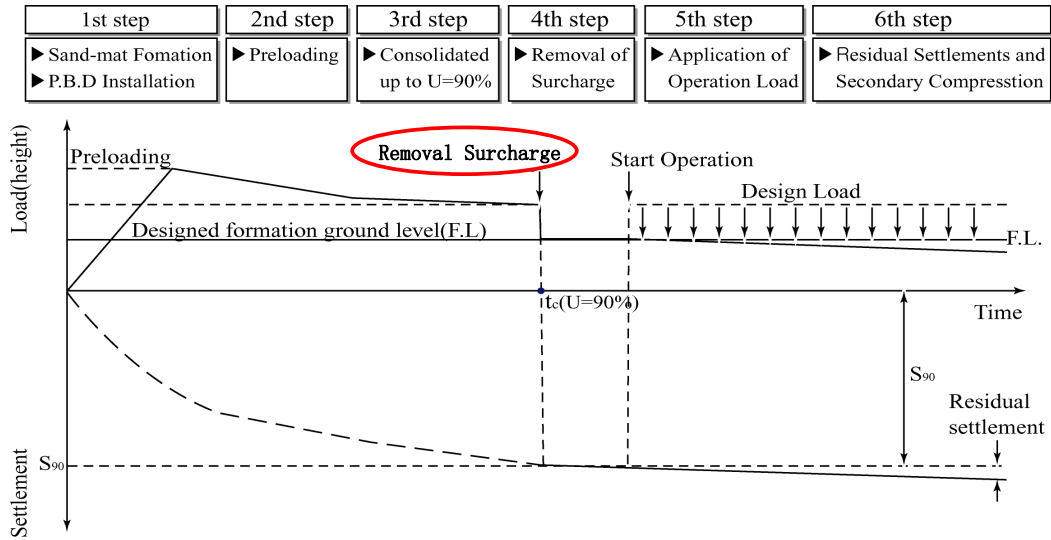 1st step
2nd step
3rd step
4th step
5th step
6th step
▶ Sand-mat Fomation
▶ P.B.D Installation
▶ Preloading
▶ Consolidated
up to U=90%
▶ Removal of
Surcharge
▶ Application of
Operation Load
▶ Residual Settlements and
Secondary Compresstion
Load(height)
Preloading
Removal Surcharge
Start Operation
Design Load
Designed formation ground level(F.L)
F.L.
tc(U=90%)
Time
S90
Residual
settlement
S90
Settlement